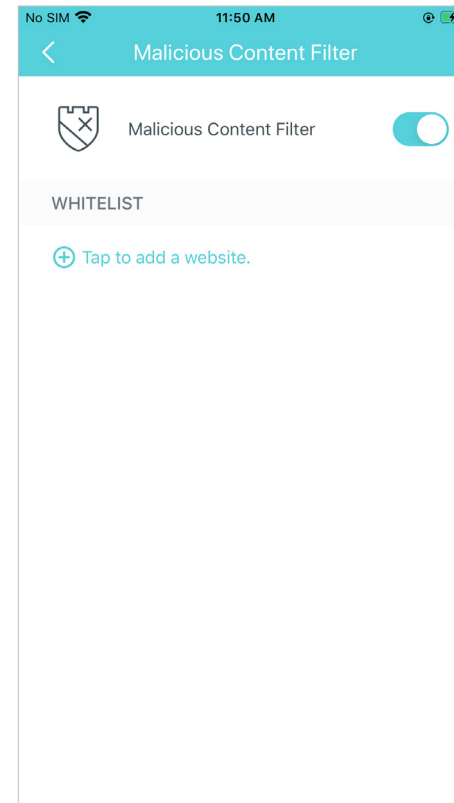 No SIM 11:50 AM
Malicious Content Filter
Malicious Content Filter
WHITELIST
Tap to add a website.